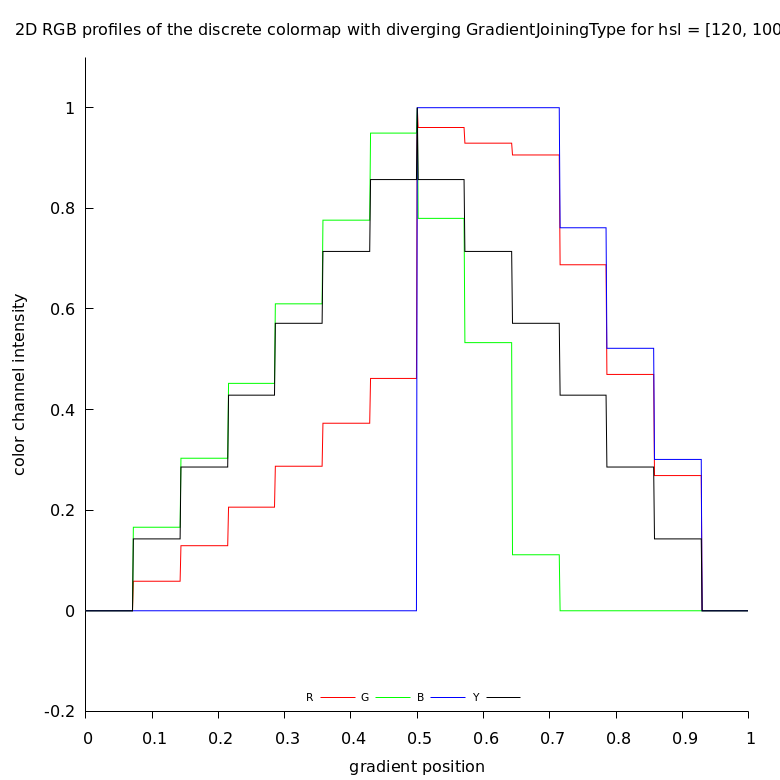 2D RGB profiles of the discrete colormap with diverging GradientJoiningType for hsl = [120, 100
1
0.8
0.6
0.4
0.2
0
-0.2
color channel intensity
R G B Y
0 0.1 0.2 0.3 0.4 0.5 0.6 0.7 0.8 0.9 1
gradient position